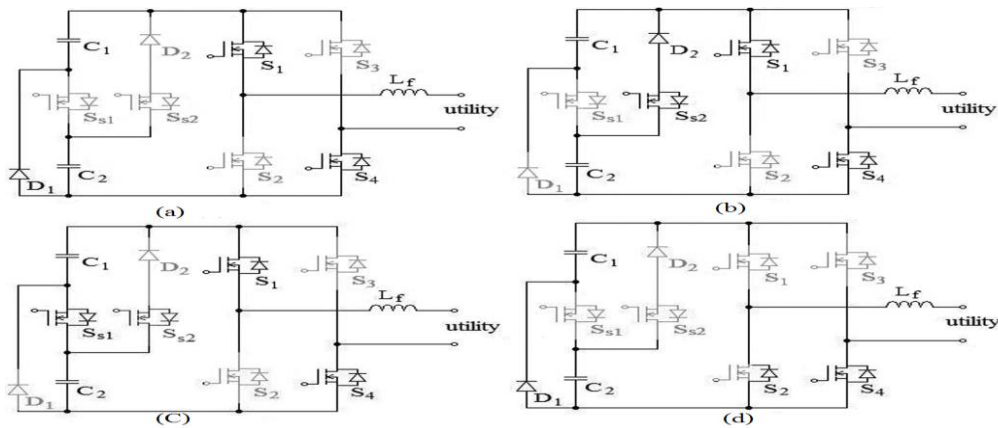 C1 D2 S1 S3
Lf
utility
Ss1 Ss2
C2 S2 S4
D1
(a)
C1 D2 S1 S3
Lf
utility
Ss1 Ss2
C2 S2 S4
D1
(b)
C1 D2 S1 S3
Lf
utility
Ss1 Ss2
C2 S2 S4
D1
(C)
C1 D2 S1 S3
Lf
utility
Ss1 Ss2
C2 S2 S4
D1
(d)